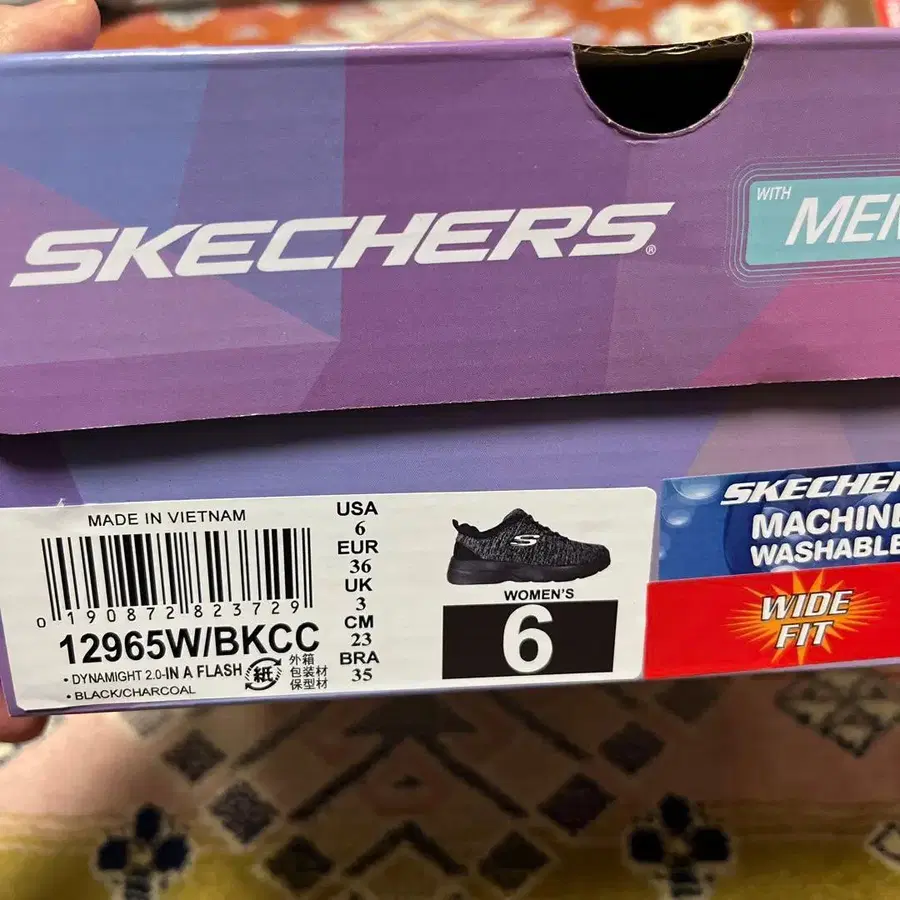 SKECHERS®
WITH
MEM
SKECHERS
MACHINE
WASHABLE
WIDE
FIT
MADE IN VIETNAM
0 190872 823729
12965W/BKCC
• DYNAMIGHT 2.0-IN A FLASH
• BLACK/CHARCOAL
紙
外箱
包装材
保型材
USA
6
EUR
36
UK
3
CM
23
BRA
35
S
WOMEN'S
6